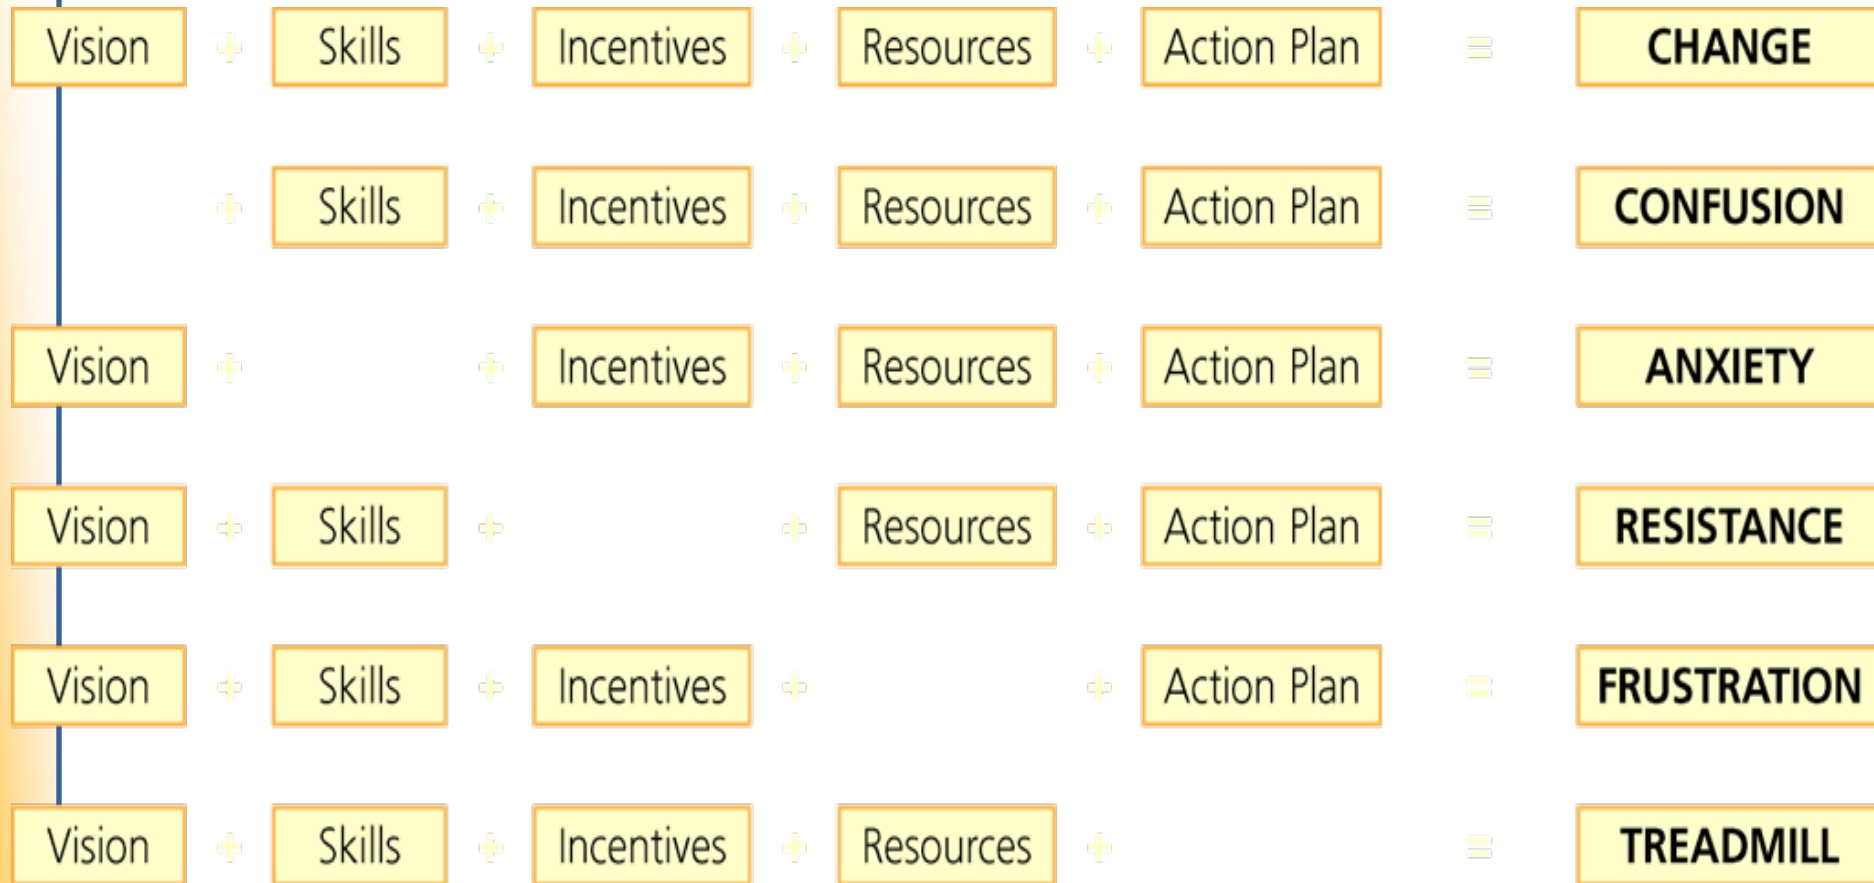 Vision + Skills + Incentives + Resources + Action Plan = CHANGE
+ Skills + Incentives + Resources + Action Plan = CONFUSION
Vision + + Incentives + Resources + Action Plan = ANXIETY
Vision + Skills + + Resources + Action Plan = RESISTANCE
Vision + Skills + Incentives + + Action Plan = FRUSTRATION
Vision + Skills + Incentives + Resources + = TREADMILL